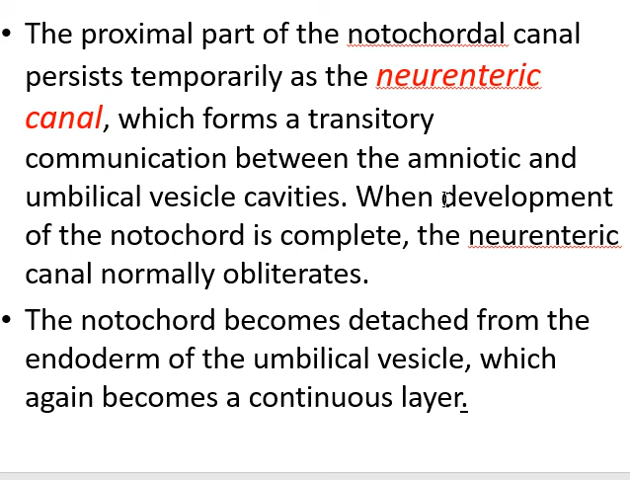 • The proximal part of the notochordal canal
persists temporarily as the neurenteric
canal, which forms a transitory
communication between the amniotic and
umbilical vesicle cavities. When development
of the notochord is complete, the neurenteric
canal normally obliterates.
• The notochord becomes detached from the
endoderm of the umbilical vesicle, which
again becomes a continuous layer.